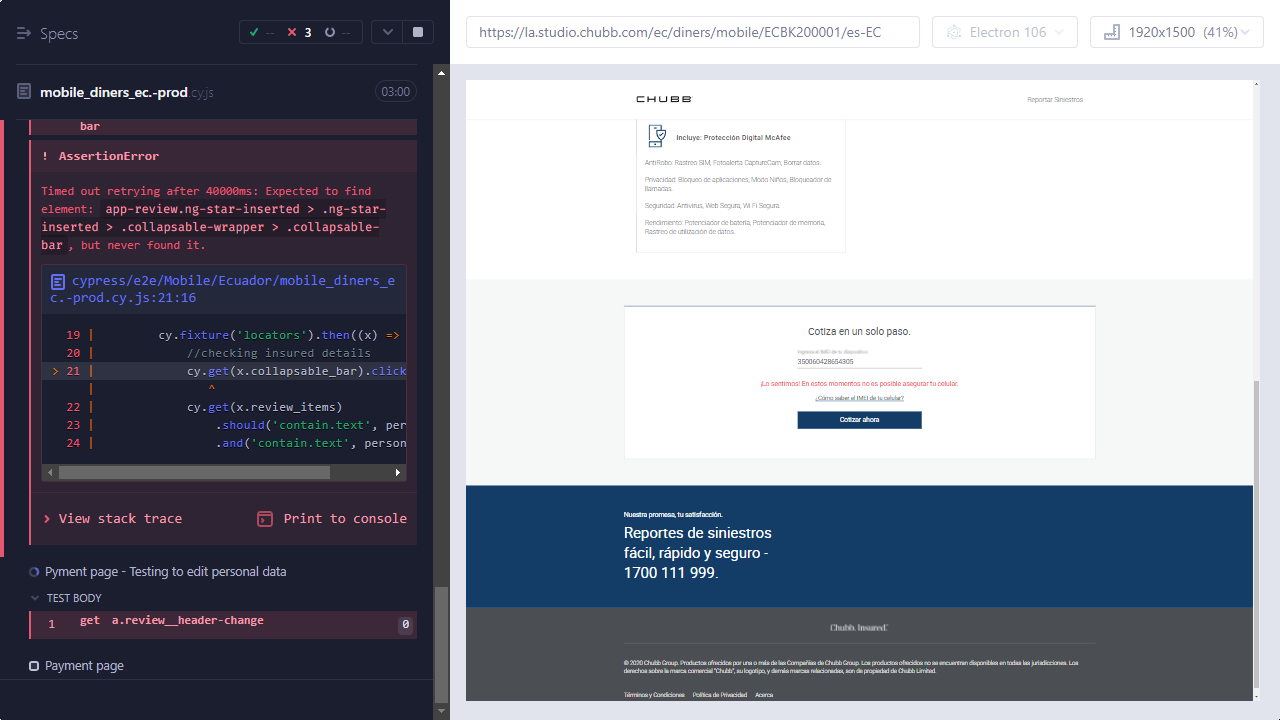 Specs
-- 3 --
mobile_diners_ec.-prod.cy.js
03:00
bar
! AssertionError
Timed out retrying after 40000ms: Expected to find
element: app-review.ng-star-inserted > .ng-star-
inserted > .collapsable-wrapper > .collapsable-
bar, but never found it.
cypress/e2e/Mobile/Ecuador/mobile_diners_e
c.-prod.cy.js:21:16
19 | cy.fixture('locators').then((x) =>
20 | //checking insured details
> 21 | cy.get(x.collapsable_bar).click
| ^
22 | cy.get(x.review_items)
23 | .should('contain.text', per
24 | .and('contain.text', person
> View stack trace
Print to console
Pyment page - Testing to edit personal data
TEST BODY
1 get a.review__header-change 0
Payment page
https://la.studio.chubb.com/ec/diners/mobile/ECBK200001/es-EC
Electron 106
1920x1500 (41%)
CHUBB
Reportar Siniestros
Incluye: Protección Digital McAfee
AntiRobo: Rastreo SIM, Fotoalerta CaptureCam, Borrar datos.
Privacidad: Bloqueo de aplicaciones, Modo Niños, Bloqueador de
llamadas.
Seguridad: Antivirus, Web Segura, Wi Fi Segura.
Rendimiento: Potenciador de batería, Potenciador de memoria,
Rastreo de utilización de datos.
Cotiza en un solo paso.
Ingresa el IMEI de tu dispositivo
350060428654305
¡Lo sentimos! En estos momentos no es posible asegurar tu celular.
¿Cómo saber el IMEI de tu celular?
Cotizar ahora
Nuestra promesa, tu satisfacción.
Reportes de siniestros
fácil, rápido y seguro -
1700 111 999.
Chubb. Insured.
© 2020 Chubb Group. Productos ofrecidos por una o más de las Compañías de Chubb Group. Los productos ofrecidos no se encuentran disponibles en todas las jurisdicciones. Los
derechos sobre la marca comercial "Chubb", su logotipo, y demás marcas relacionadas, son de propiedad de Chubb Limited.
Términos y Condiciones Política de Privacidad Acerca